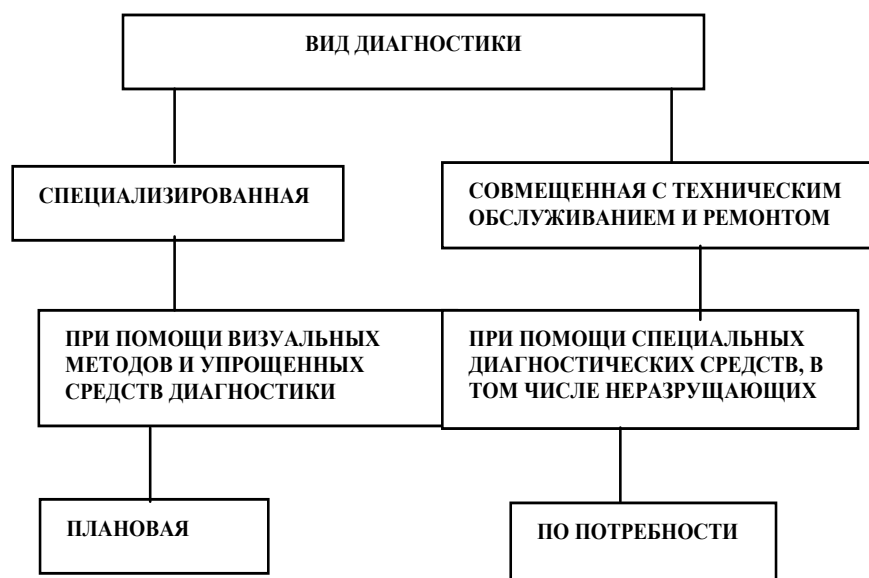 ВИД ДИАГНОСТИКИ
СПЕЦИАЛИЗИРОВАННАЯ
СОВМЕЩЕННАЯ С ТЕХНИЧЕСКИМ
ОБСЛУЖИВАНИЕМ И РЕМОНТОМ
ПРИ ПОМОЩИ ВИЗУАЛЬНЫХ
МЕТОДОВ И УПРОЩЕННЫХ
СРЕДСТВ ДИАГНОСТИКИ
ПРИ ПОМОЩИ СПЕЦИАЛЬНЫХ
ДИАГНОСТИЧЕСКИХ СРЕДСТВ, В
ТОМ ЧИСЛЕ НЕРАЗРУЩАЮЩИХ
ПЛАНОВАЯ
ПО ПОТРЕБНОСТИ